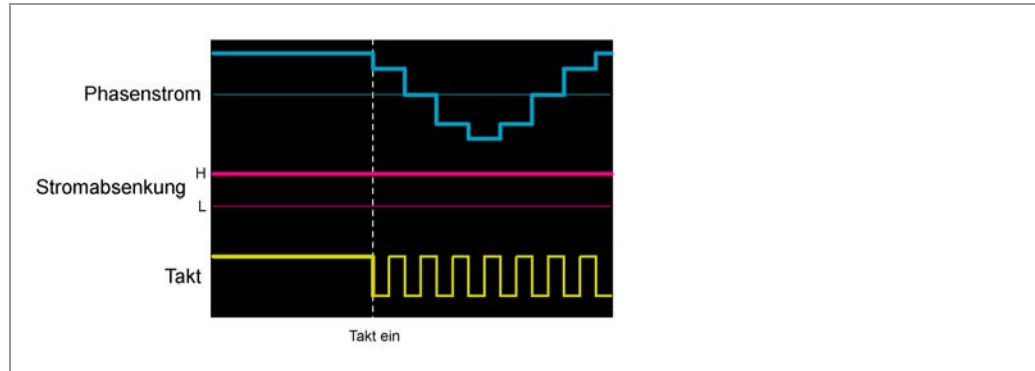 Phasenstrom
H
Stromabsenkung
L
Takt
Takt ein